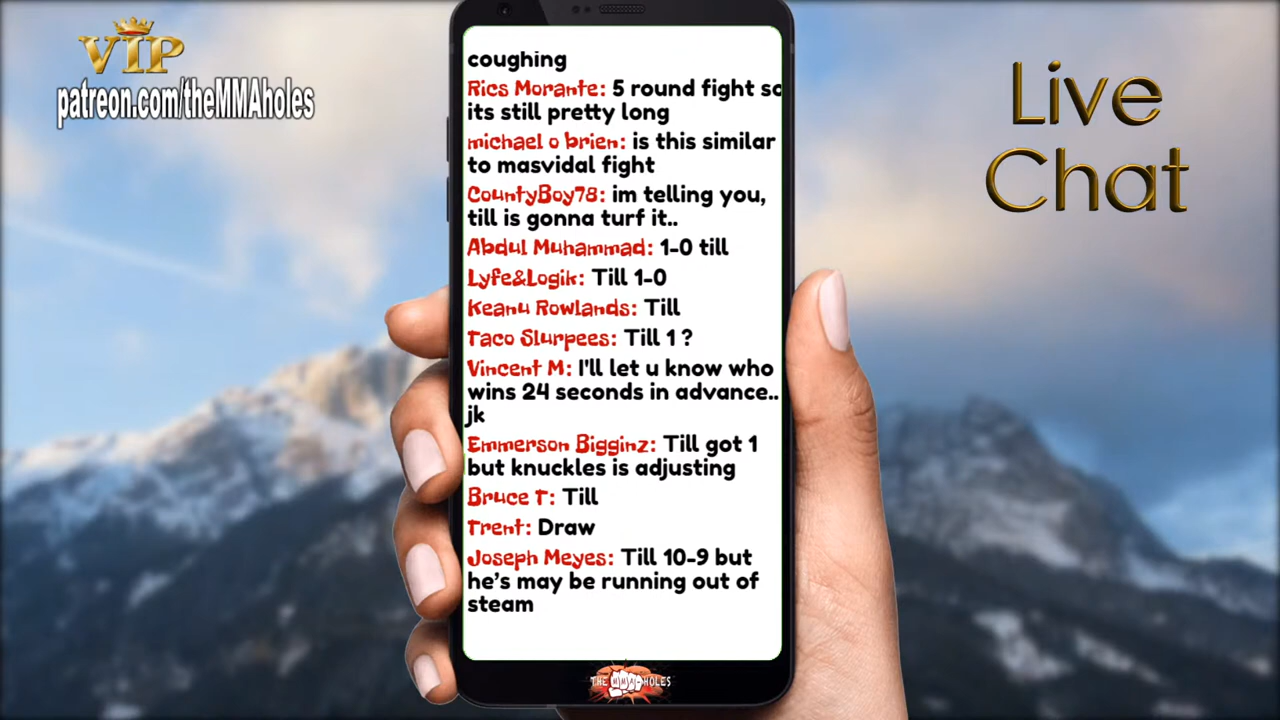 VIP
patreon.com/theMMAholes
Live
Chat
coughing
Rics Morante: 5 round fight so
its still pretty long
michael o brien: is this similar
to masvidal fight
CountyBoy78: im telling you,
till is gonna turf it..
Abdul Muhammad: 1-0 till
Lyfe&Logik: Till 1-0
Keanu Rowlands: Till
Taco Slurpees: Till 1 ?
Vincent M: I'll let u know who
wins 24 seconds in advance..
jk
Emmerson Bigginz: Till got 1
but knuckles is adjusting
Bruce T: Till
Trent: Draw
Joseph Meyes: Till 10-9 but
he's may be running out of
steam
THE MMA HOLES